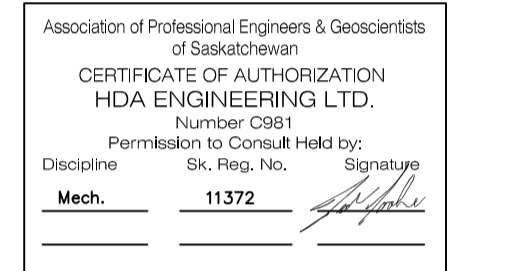 Association of Professional Engineers & Geoscientists
of Saskatchewan
CERTIFICATE OF AUTHORIZATION
HDA ENGINEERING LTD.
Number C981
Permission to Consult Held by:
Discipline Sk. Reg. No. Signature
Mech. 11372